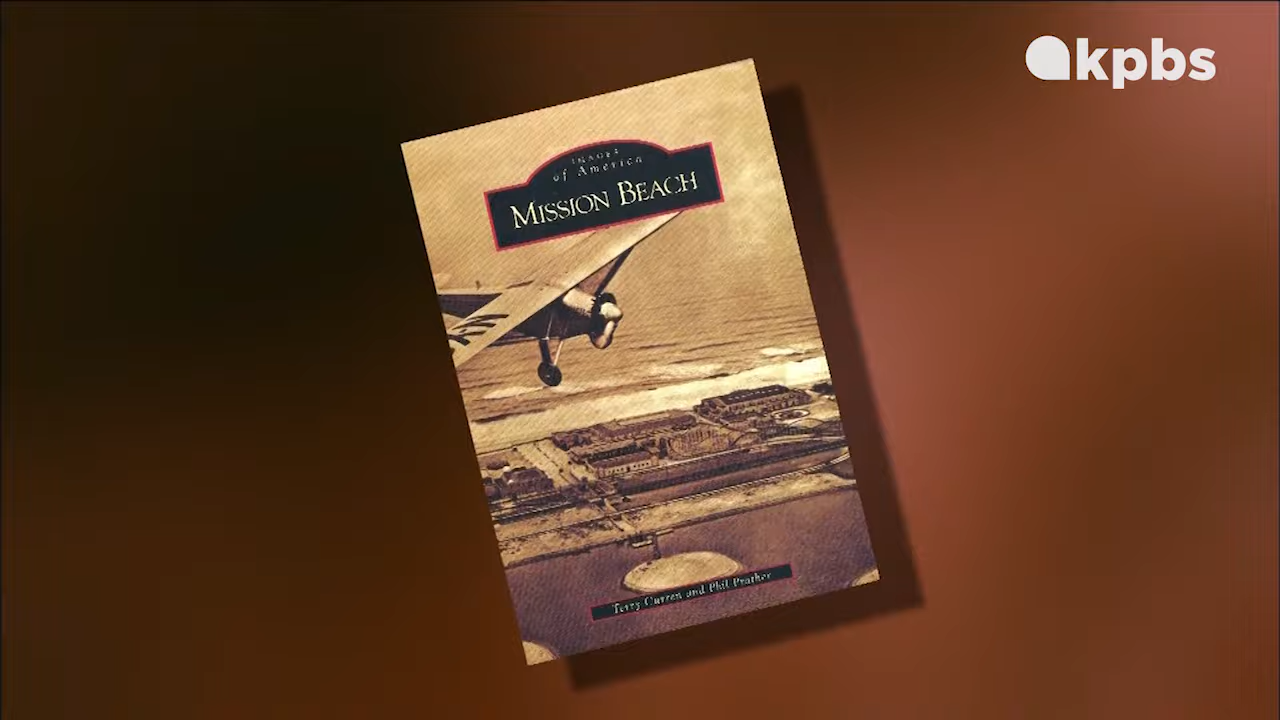 kpbs
IMAGES
of America
MISSION BEACH
Terry Curren and Phil Prather